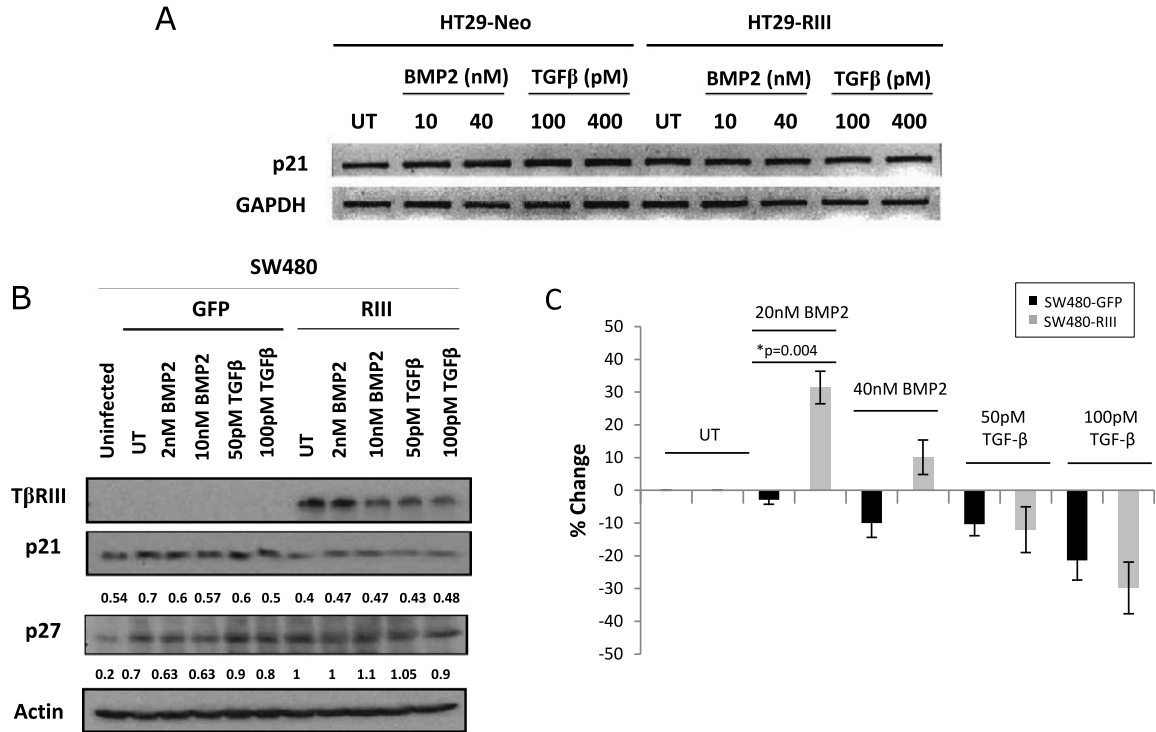 A
HT29-Neo HT29-RIII
BMP2 (nM) TGFβ (pM) BMP2 (nM) TGFβ (pM)
UT 10 40 100 400 UT 10 40 100 400
p21
GAPDH
B
SW480
GFP RIII
Uninfected UT 2nM BMP2 10nM BMP2 50pM TGFβ 100pM TGFβ UT 2nM BMP2 10nM BMP2 50pM TGFβ 100pM TGFβ
TβRIII
p21
0.54 0.7 0.6 0.57 0.6 0.5 0.4 0.47 0.47 0.43 0.48
p27
0.2 0.7 0.63 0.63 0.9 0.8 1 1 1.1 1.05 0.9
Actin
C
SW480-GFP
SW480-RIII
% Change
50
40
30
20
10
0
-10
-20
-30
-40
-50
UT
20nM BMP2
*p=0.004
40nM BMP2
50pM
TGF-β
100pM
TGF-β